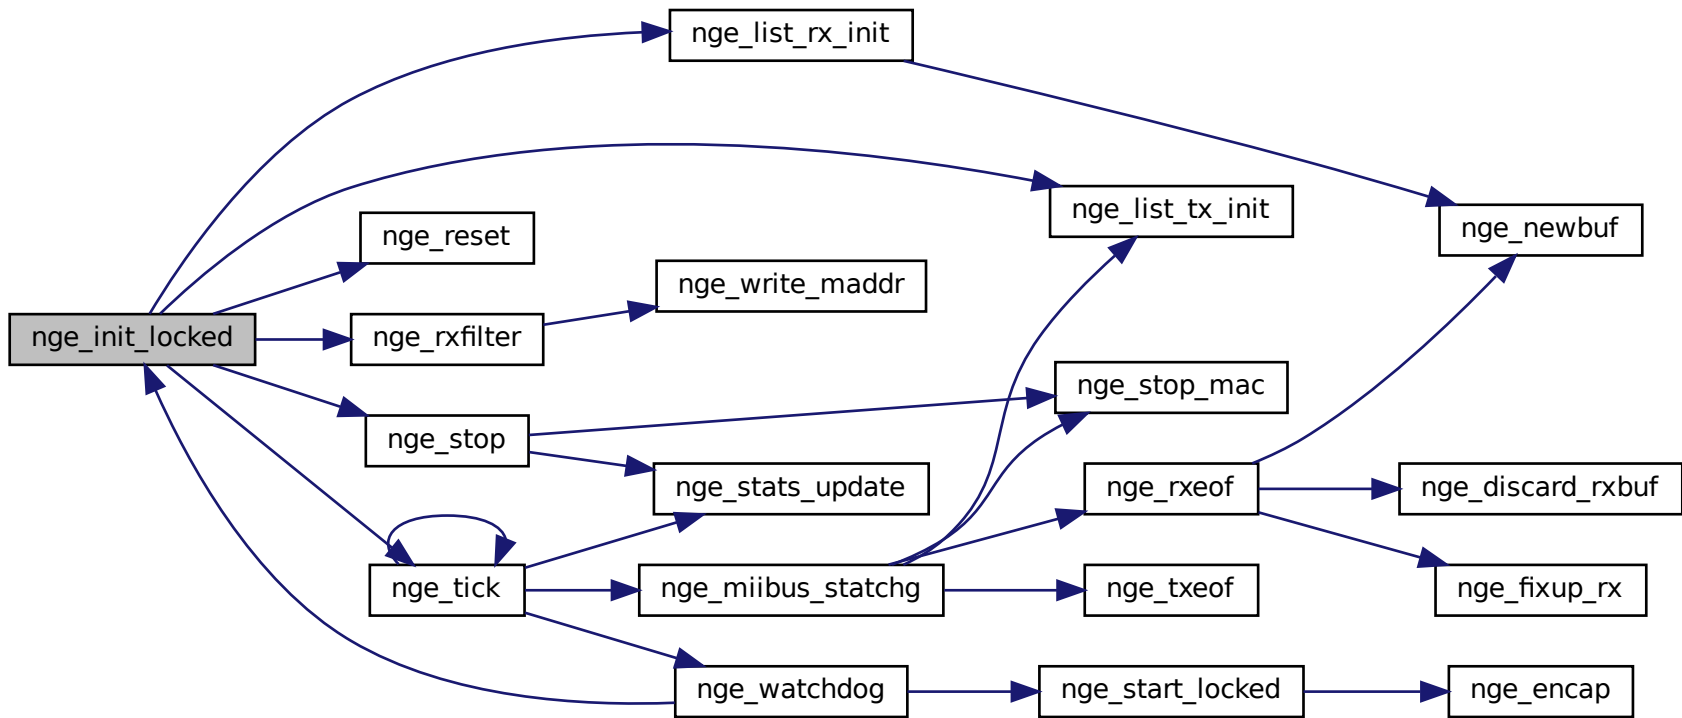 nge_list_rx_init
nge_list_tx_init
nge_reset
nge_newbuf
nge_write_maddr
nge_init_locked
nge_rxfilter
nge_stop_mac
nge_stop
nge_stats_update
nge_rxeof
nge_discard_rxbuf
nge_tick
nge_miibus_statchg
nge_txeof
nge_fixup_rx
nge_watchdog
nge_start_locked
nge_encap